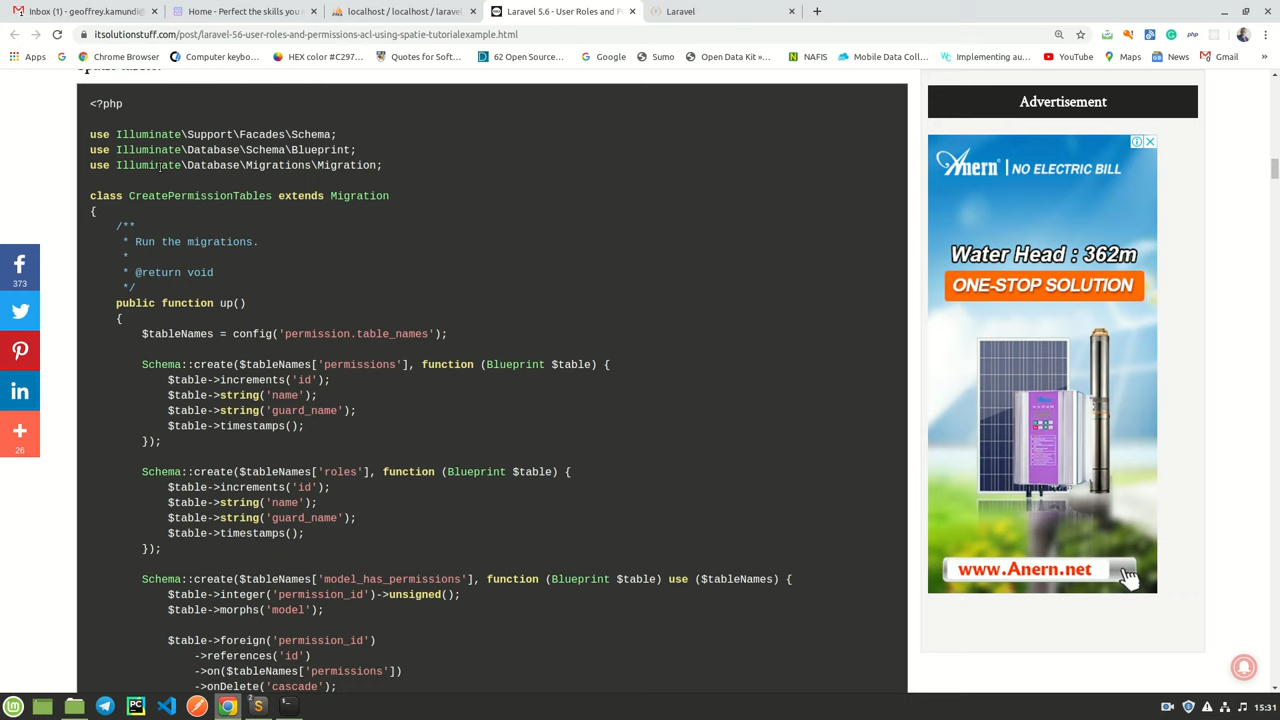 Inbox (1) - geoffrey.kamundi@
Home - Perfect the skills you n
localhost / localhost / laravel
Laravel 5.6 - User Roles and P
Laravel
itsolutionstuff.com/post/laravel-56-user-roles-and-permissions-acl-using-spatie-tutorialexample.html
Apps
Chrome Browser
Computer keybo...
HEX color #C297...
Quotes for Soft...
62 Open Source...
Google
Sumo
Open Data Kit /...
NAFIS
Mobile Data Coll...
Implementing au...
YouTube
Maps
News
Gmail
<?php
use Illuminate\Support\Facades\Schema;
use Illuminate\Database\Schema\Blueprint;
use Illuminate\Database\Migrations\Migration;
class CreatePermissionTables extends Migration
{
/**
* Run the migrations.
*
* @return void
*/
public function up()
{
$tableNames = config('permission.table_names');
Schema::create($tableNames['permissions'], function (Blueprint $table) {
$table->increments('id');
$table->string('name');
$table->string('guard_name');
$table->timestamps();
});
Schema::create($tableNames['roles'], function (Blueprint $table) {
$table->increments('id');
$table->string('name');
$table->string('guard_name');
$table->timestamps();
});
Schema::create($tableNames['model_has_permissions'], function (Blueprint $table) use ($tableNames) {
$table->integer('permission_id')->unsigned();
$table->morphs('model');
$table->foreign('permission_id')
->references('id')
->on($tableNames['permissions'])
->onDelete('cascade');
373
26
Advertisement
Anern | NO ELECTRIC BILL
Water Head : 362m
ONE-STOP SOLUTION
www.Anern.net
2
15:31